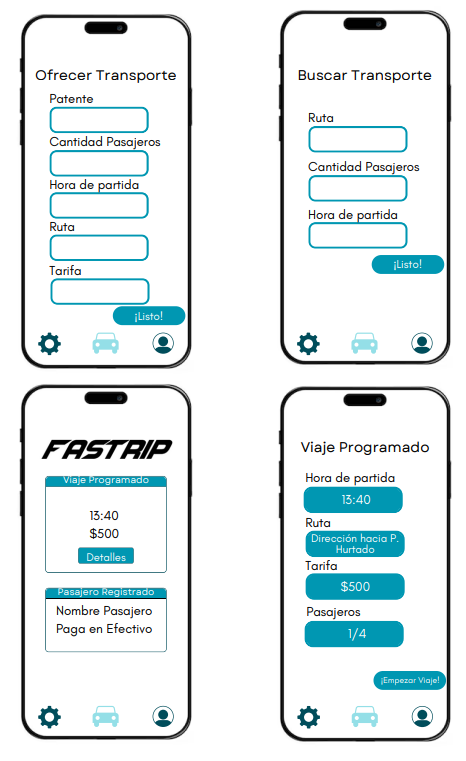 Ofrecer Transporte
Patente
Cantidad Pasajeros
Hora de partida
Ruta
Tarifa
¡Listo!
Buscar Transporte
Ruta
Cantidad Pasajeros
Hora de partida
¡Listo!
FASTRIP
Viaje Programado
13:40
$500
Detalles
Pasajero Registrado
Nombre Pasajero
Paga en Efectivo
Viaje Programado
Hora de partida
13:40
Ruta
Dirección hacia P.
Hurtado
Tarifa
$500
Pasajeros
1/4
¡Empezar Viaje!